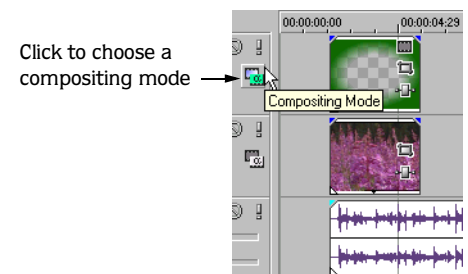 00:00:00:00
00:00:04:29
Click to choose a
compositing mode
Compositing Mode